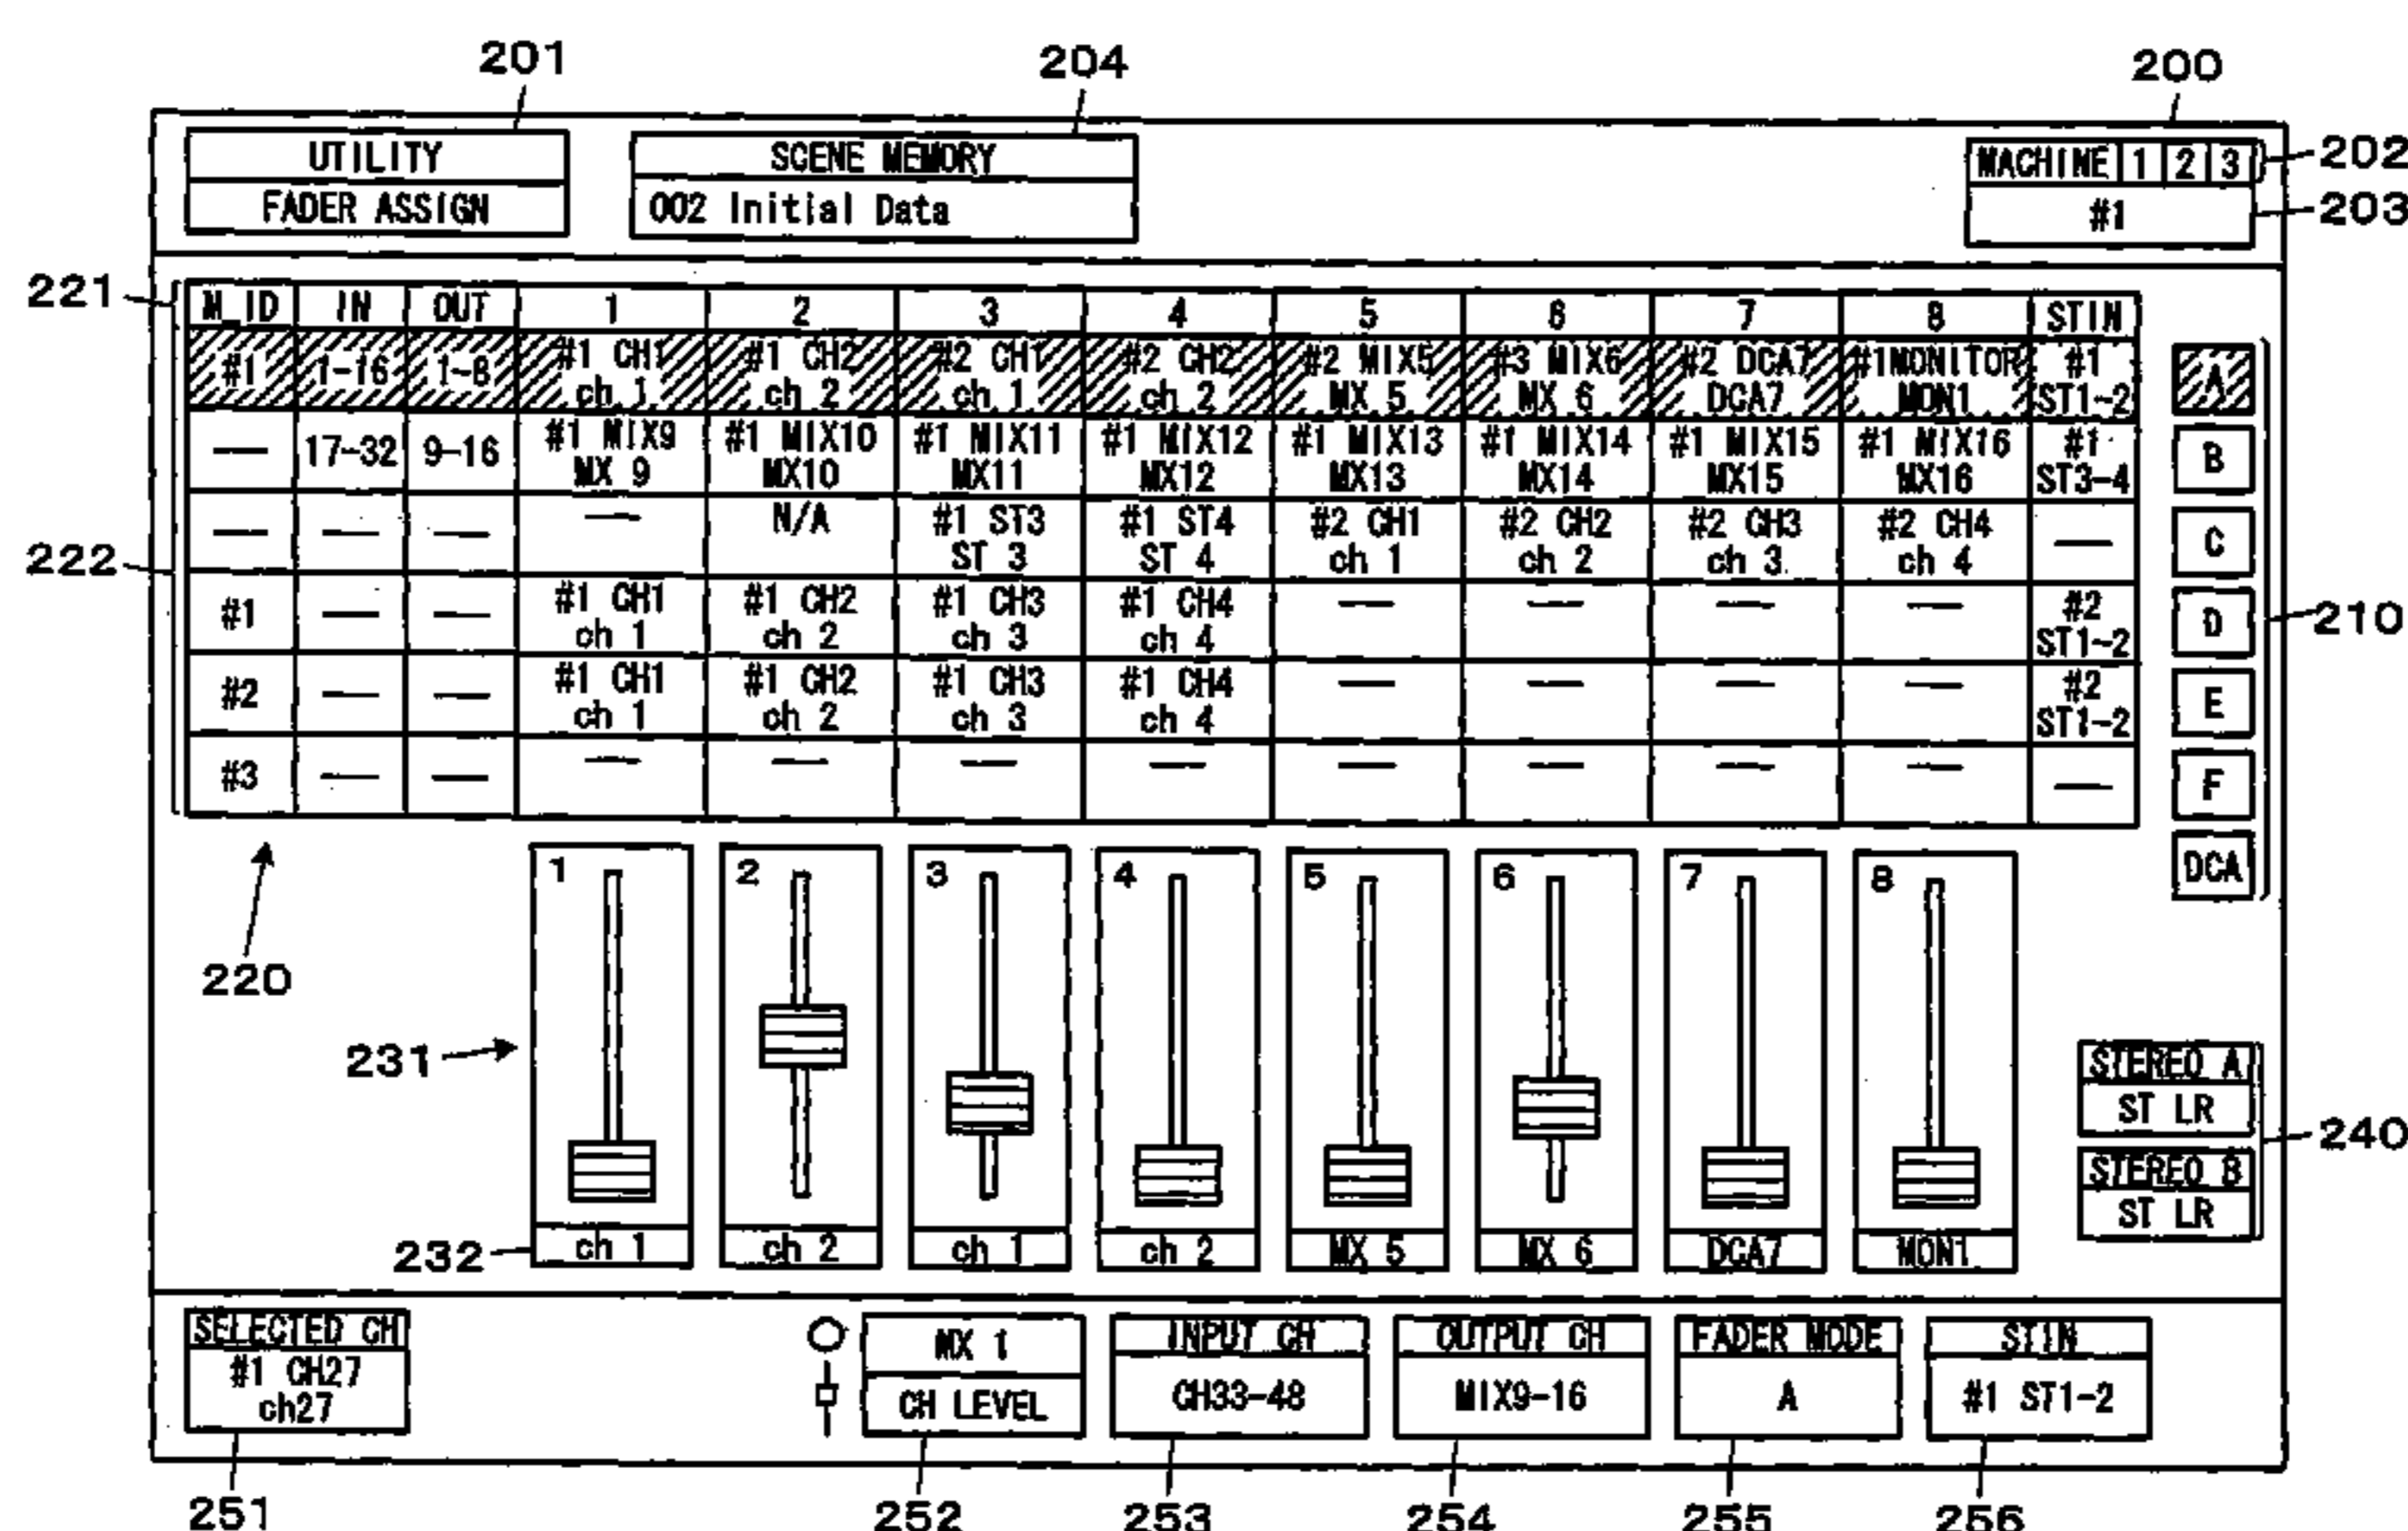 201
204
200
UTILITY
FADER ASSIGN
SCENE MEMORY
002 Initial Data
MACHINE 1 2 3
202
#1
203
221
M_ID IN OUT 1 2 3 4 5 6 7 8 STIN
#1 1-16 1-8 #1 CH1 #1 CH2 #2 CH1 #2 CH2 #2 MIX5 #3 MIX6 #2 DCA7 #1MONITOR #1
ch 1 ch 2 ch 1 ch 2 MX 5 MX 6 DCA7 MON1 ST1-2
A
— 17-32 9-16 #1 MIX9 #1 MIX10 #1 MIX11 #1 MIX12 #1 MIX13 #1 MIX14 #1 MIX15 #1 MIX16 #1
MX 9 MX10 MX11 MX12 MX13 MX14 MX15 MX16 ST3-4
B
— — — — N/A #1 ST3 #1 ST4 #2 CH1 #2 CH2 #2 CH3 #2 CH4 —
ST 3 ST 4 ch 1 ch 2 ch 3 ch 4
C
222
#1 — — #1 CH1 #1 CH2 #1 CH3 #1 CH4 — — — — #2
ch 1 ch 2 ch 3 ch 4 ST1-2
D
210
#2 — — #1 CH1 #1 CH2 #1 CH3 #1 CH4 — — — — #2
ch 1 ch 2 ch 3 ch 4 ST1-2
E
#3 — — — — — — — — — — —
F
DCA
220
1 2 3 4 5 6 7 8
231
STEREO A
ST LR
240
STEREO B
ST LR
232
ch 1 ch 2 ch 1 ch 2 MX 5 MX 6 DCA7 MON1
SELECTED CH
#1 CH27
ch27
MX 1
CH LEVEL
INPUT CH
CH33-48
OUTPUT CH
MIX9-16
FADER MODE
A
STIN
#1 ST1-2
251 252 253 254 255 256